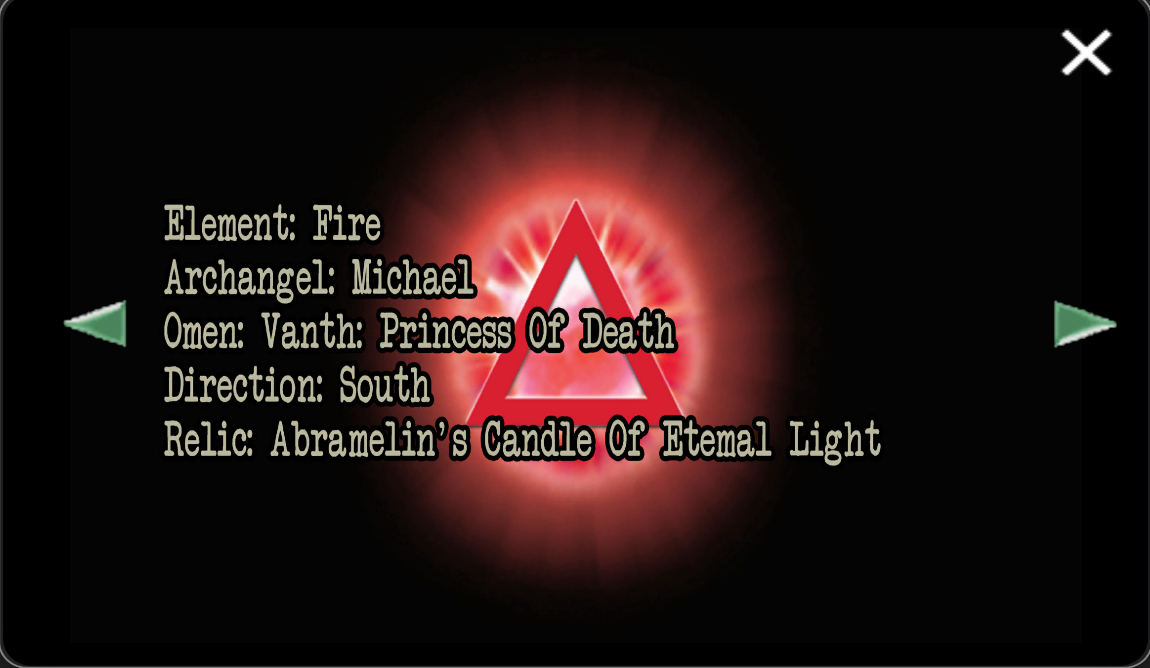 Element: Fire
Archangel: Michael
Omen: Vanth: Princess Of Death
Direction: South
Relic: Abramelin's Candle Of Etemal Light